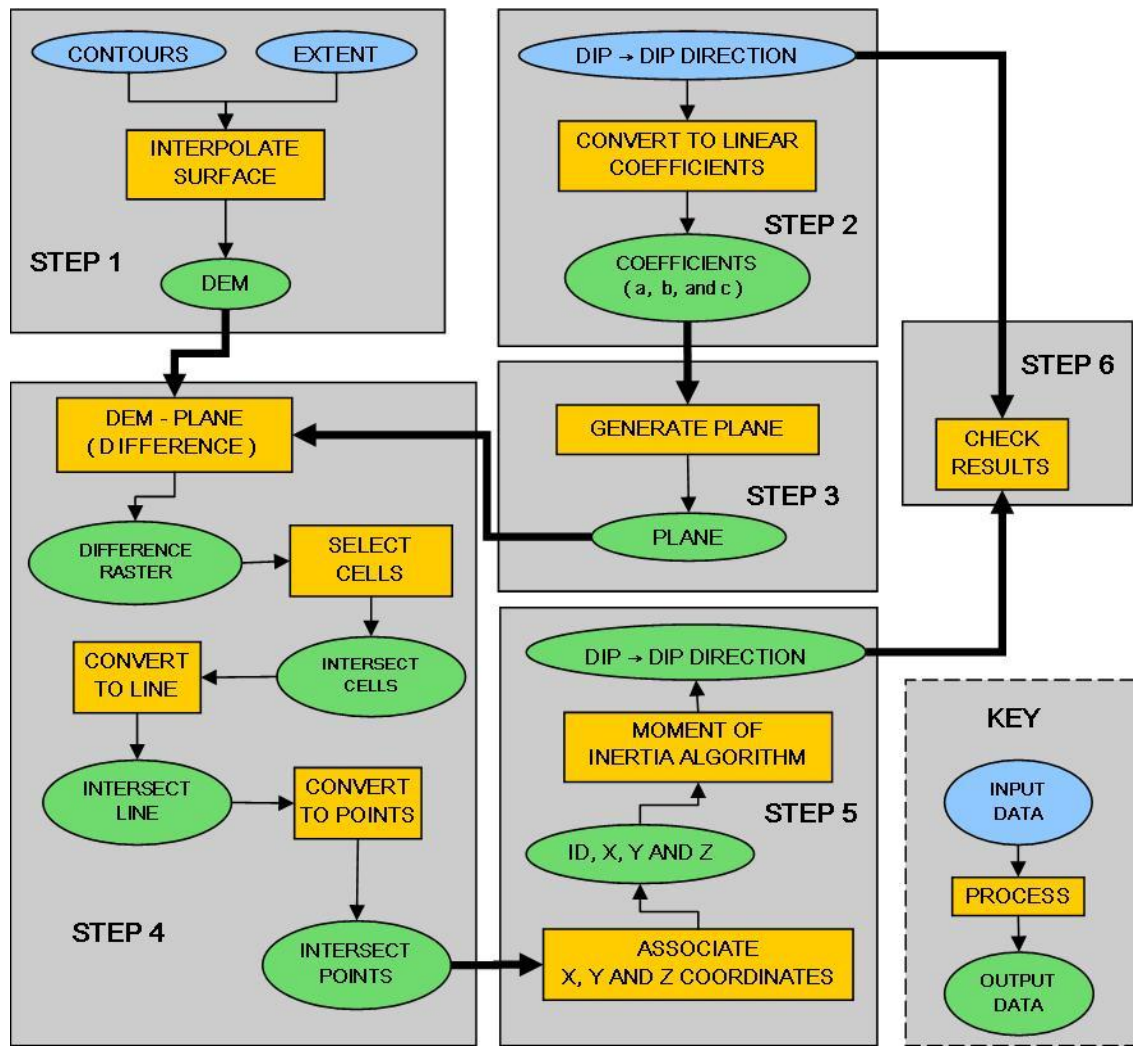 CONTOURS
EXTENT
INTERPOLATE
SURFACE
STEP 1
DEM
DIP → DIP DIRECTION
CONVERT TO LINEAR
COEFFICIENTS
STEP 2
COEFFICIENTS
( a, b, and c )
GENERATE PLANE
STEP 3
PLANE
DEM - PLANE
( DIFFERENCE )
DIFFERENCE
RASTER
SELECT
CELLS
INTERSECT
CELLS
CONVERT
TO LINE
INTERSECT
LINE
CONVERT
TO POINTS
STEP 4
INTERSECT
POINTS
ASSOCIATE
X, Y AND Z COORDINATES
ID, X, Y AND Z
STEP 5
MOMENT OF
INERTIA ALGORITHM
DIP → DIP DIRECTION
STEP 6
CHECK
RESULTS
KEY
INPUT
DATA
PROCESS
OUTPUT
DATA